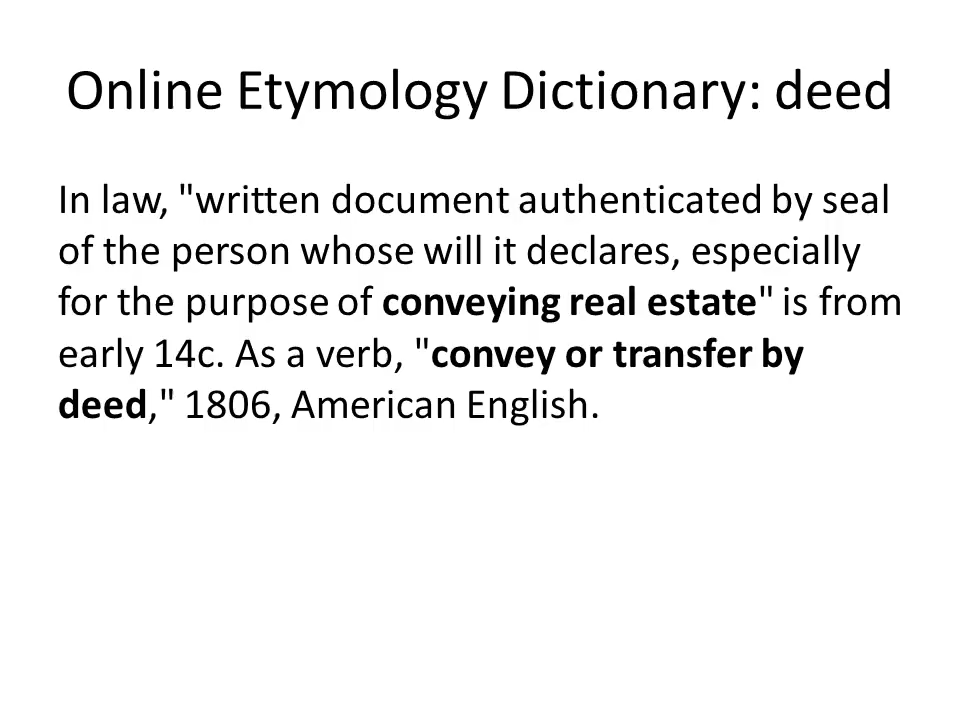 Online Etymology Dictionary: deed
In law, "written document authenticated by seal
of the person whose will it declares, especially
for the purpose of conveying real estate" is from
early 14c. As a verb, "convey or transfer by
deed," 1806, American English.